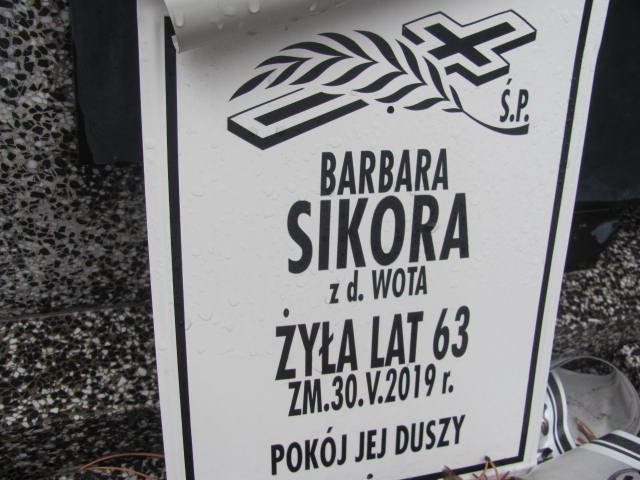 Ś.P.
BARBARA
SIKORA
z d. WOTA
ŻYŁA LAT 63
ZM.30.V.2019 r.
POKÓJ JEJ DUSZY